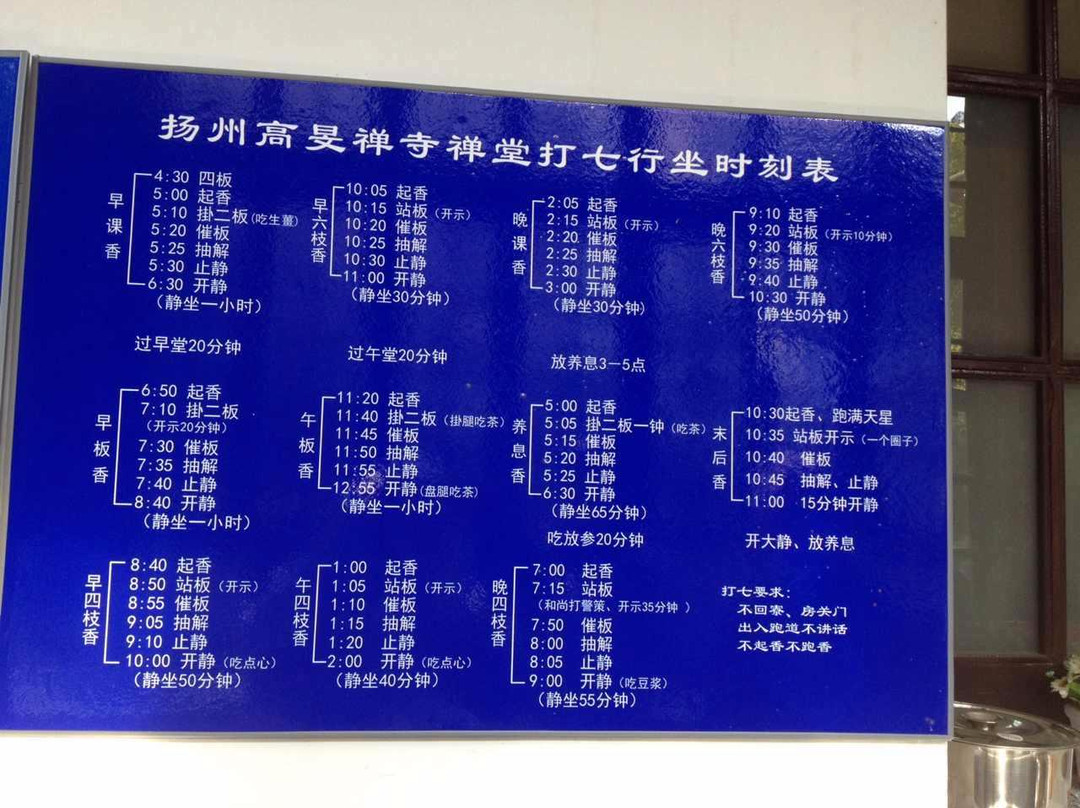 扬州高旻禅寺禅堂打七行坐时刻表
早课香
4:30 四板
5:00 起香
5:10 掛二板(吃生薑)
5:20 催板
5:25 抽解
5:30 止静
6:30 开静
(静坐一小时)
过早堂20分钟
早板香
6:50 起香
7:10 掛二板
(开示20分钟)
7:30 催板
7:35 抽解
7:40 止静
8:40 开静
(静坐一小时)
早四枝香
8:40 起香
8:50 站板(开示)
8:55 催板
9:05 抽解
9:10 止静
10:00 开静(吃点心)
(静坐50分钟)
早六枝香
10:05 起香
10:15 站板(开示)
10:20 催板
10:25 抽解
10:30 止静
11:00 开静
(静坐30分钟)
过午堂20分钟
午板香
11:20 起香
11:40 掛二板(掛腿吃茶)
11:45 催板
11:50 抽解
11:55 止静
12:55 开静(盘腿吃茶)
(静坐一小时)
午四枝香
1:00 起香
1:05 站板(开示)
1:10 催板
1:15 抽解
1:20 止静
2:00 开静(吃点心)
(静坐40分钟)
晚课香
2:05 起香
2:15 站板(开示)
2:20 催板
2:25 抽解
2:30 止静
3:00 开静
(静坐30分钟)
放养息3—5点
养息香
5:00 起香
5:05 掛二板一钟(吃茶)
5:15 催板
5:20 抽解
5:25 止静
6:30 开静
(静坐65分钟)
吃放参20分钟
晚四枝香
7:00 起香
7:15 站板
(和尚打警策、开示35分钟)
7:50 催板
8:00 抽解
8:05 止静
9:00 开静(吃豆浆)
(静坐55分钟)
晚六枝香
9:10 起香
9:20 站板(开示10分钟)
9:30 催板
9:35 抽解
9:40 止静
10:30 开静
(静坐50分钟)
末后香
10:30起香、跑满天星
10:35 站板开示(一个圈子)
10:40 催板
10:45 抽解、止静
11:00 15分钟开静
开大静、放养息
打七要求:
不回寮、房关门
出入跑道不讲话
不起香不跑香